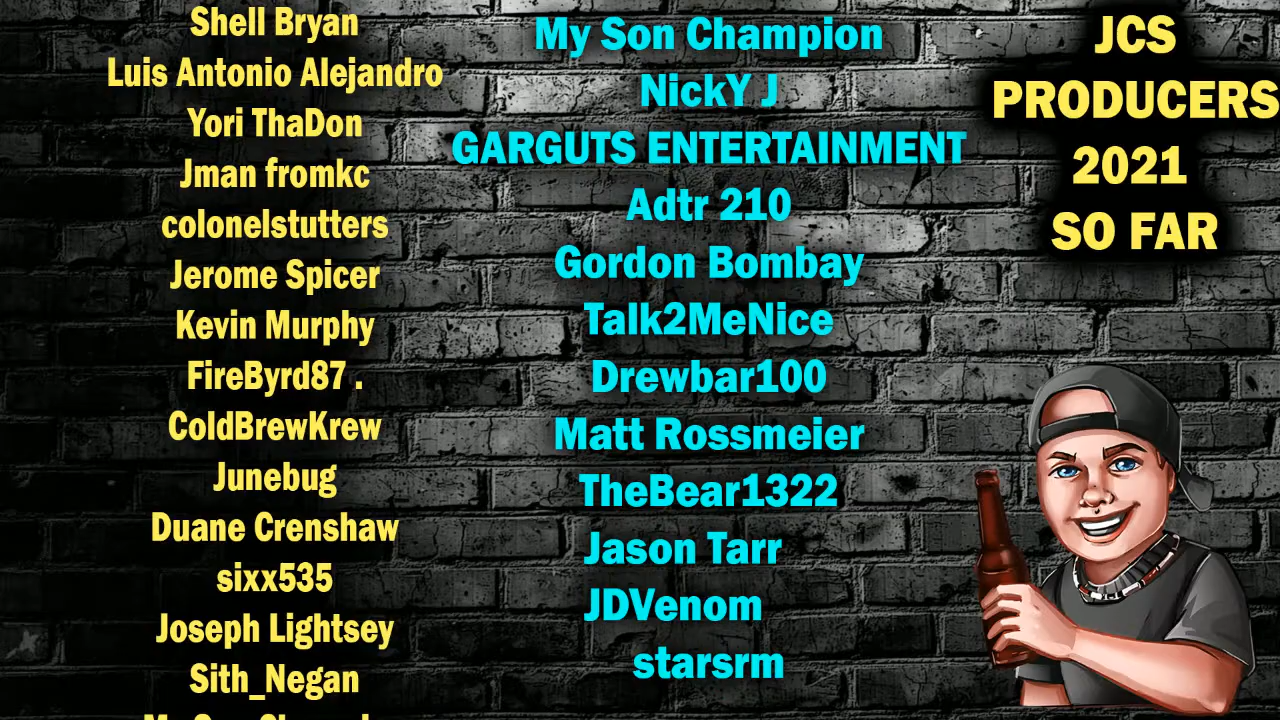 Shell Bryan
Luis Antonio Alejandro
Yori ThaDon
Jman fromkc
colonelstutters
Jerome Spicer
Kevin Murphy
FireByrd87 .
ColdBrewKrew
Junebug
Duane Crenshaw
sixx535
Joseph Lightsey
Sith_Negan
My Son Champion
NickY J
GARGUTS ENTERTAINMENT
Adtr 210
Gordon Bombay
Talk2MeNice
Drewbar100
Matt Rossmeier
TheBear1322
Jason Tarr
JDVenom
starsrm
JCS
PRODUCERS
2021
SO FAR